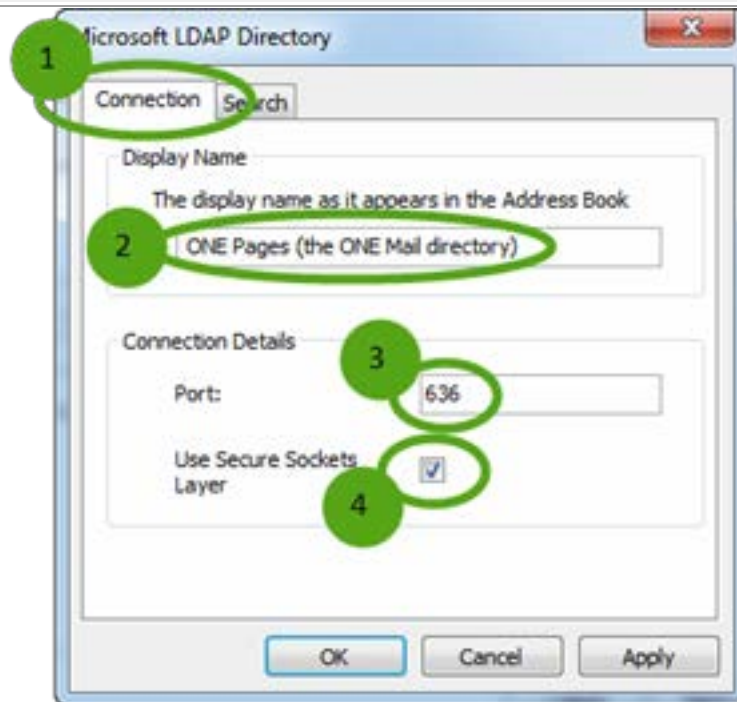 1
Microsoft LDAP Directory
Connection Search
Display Name
The display name as it appears in the Address Book
2 ONE Pages (the ONE Mail directory)
Connection Details
3
Port: 636
Use Secure Sockets
Layer
4
OK Cancel Apply